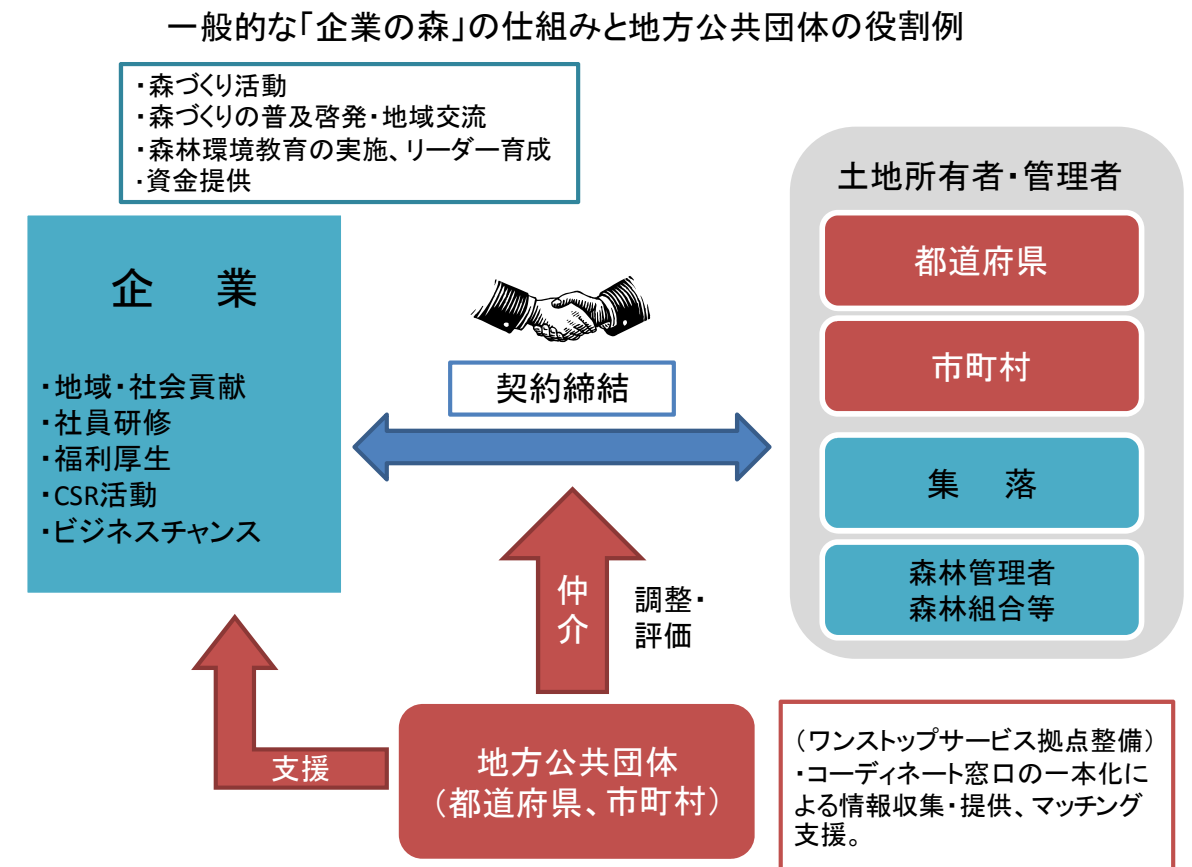 一般的な「企業の森」の仕組みと地方公共団体の役割例
・森づくり活動
・森づくりの普及啓発・地域交流
・森林環境教育の実施、リーダー育成
・資金提供
企　業
・地域・社会貢献
・社員研修
・福利厚生
・CSR活動
・ビジネスチャンス
契約締結
土地所有者・管理者
都道府県
市町村
集　落
森林管理者
森林組合等
仲
介
調整・
評価
支援
地方公共団体
（都道府県、市町村）
（ワンストップサービス拠点整備）
・コーディネート窓口の一本化に
よる情報収集・提供、マッチング
支援。